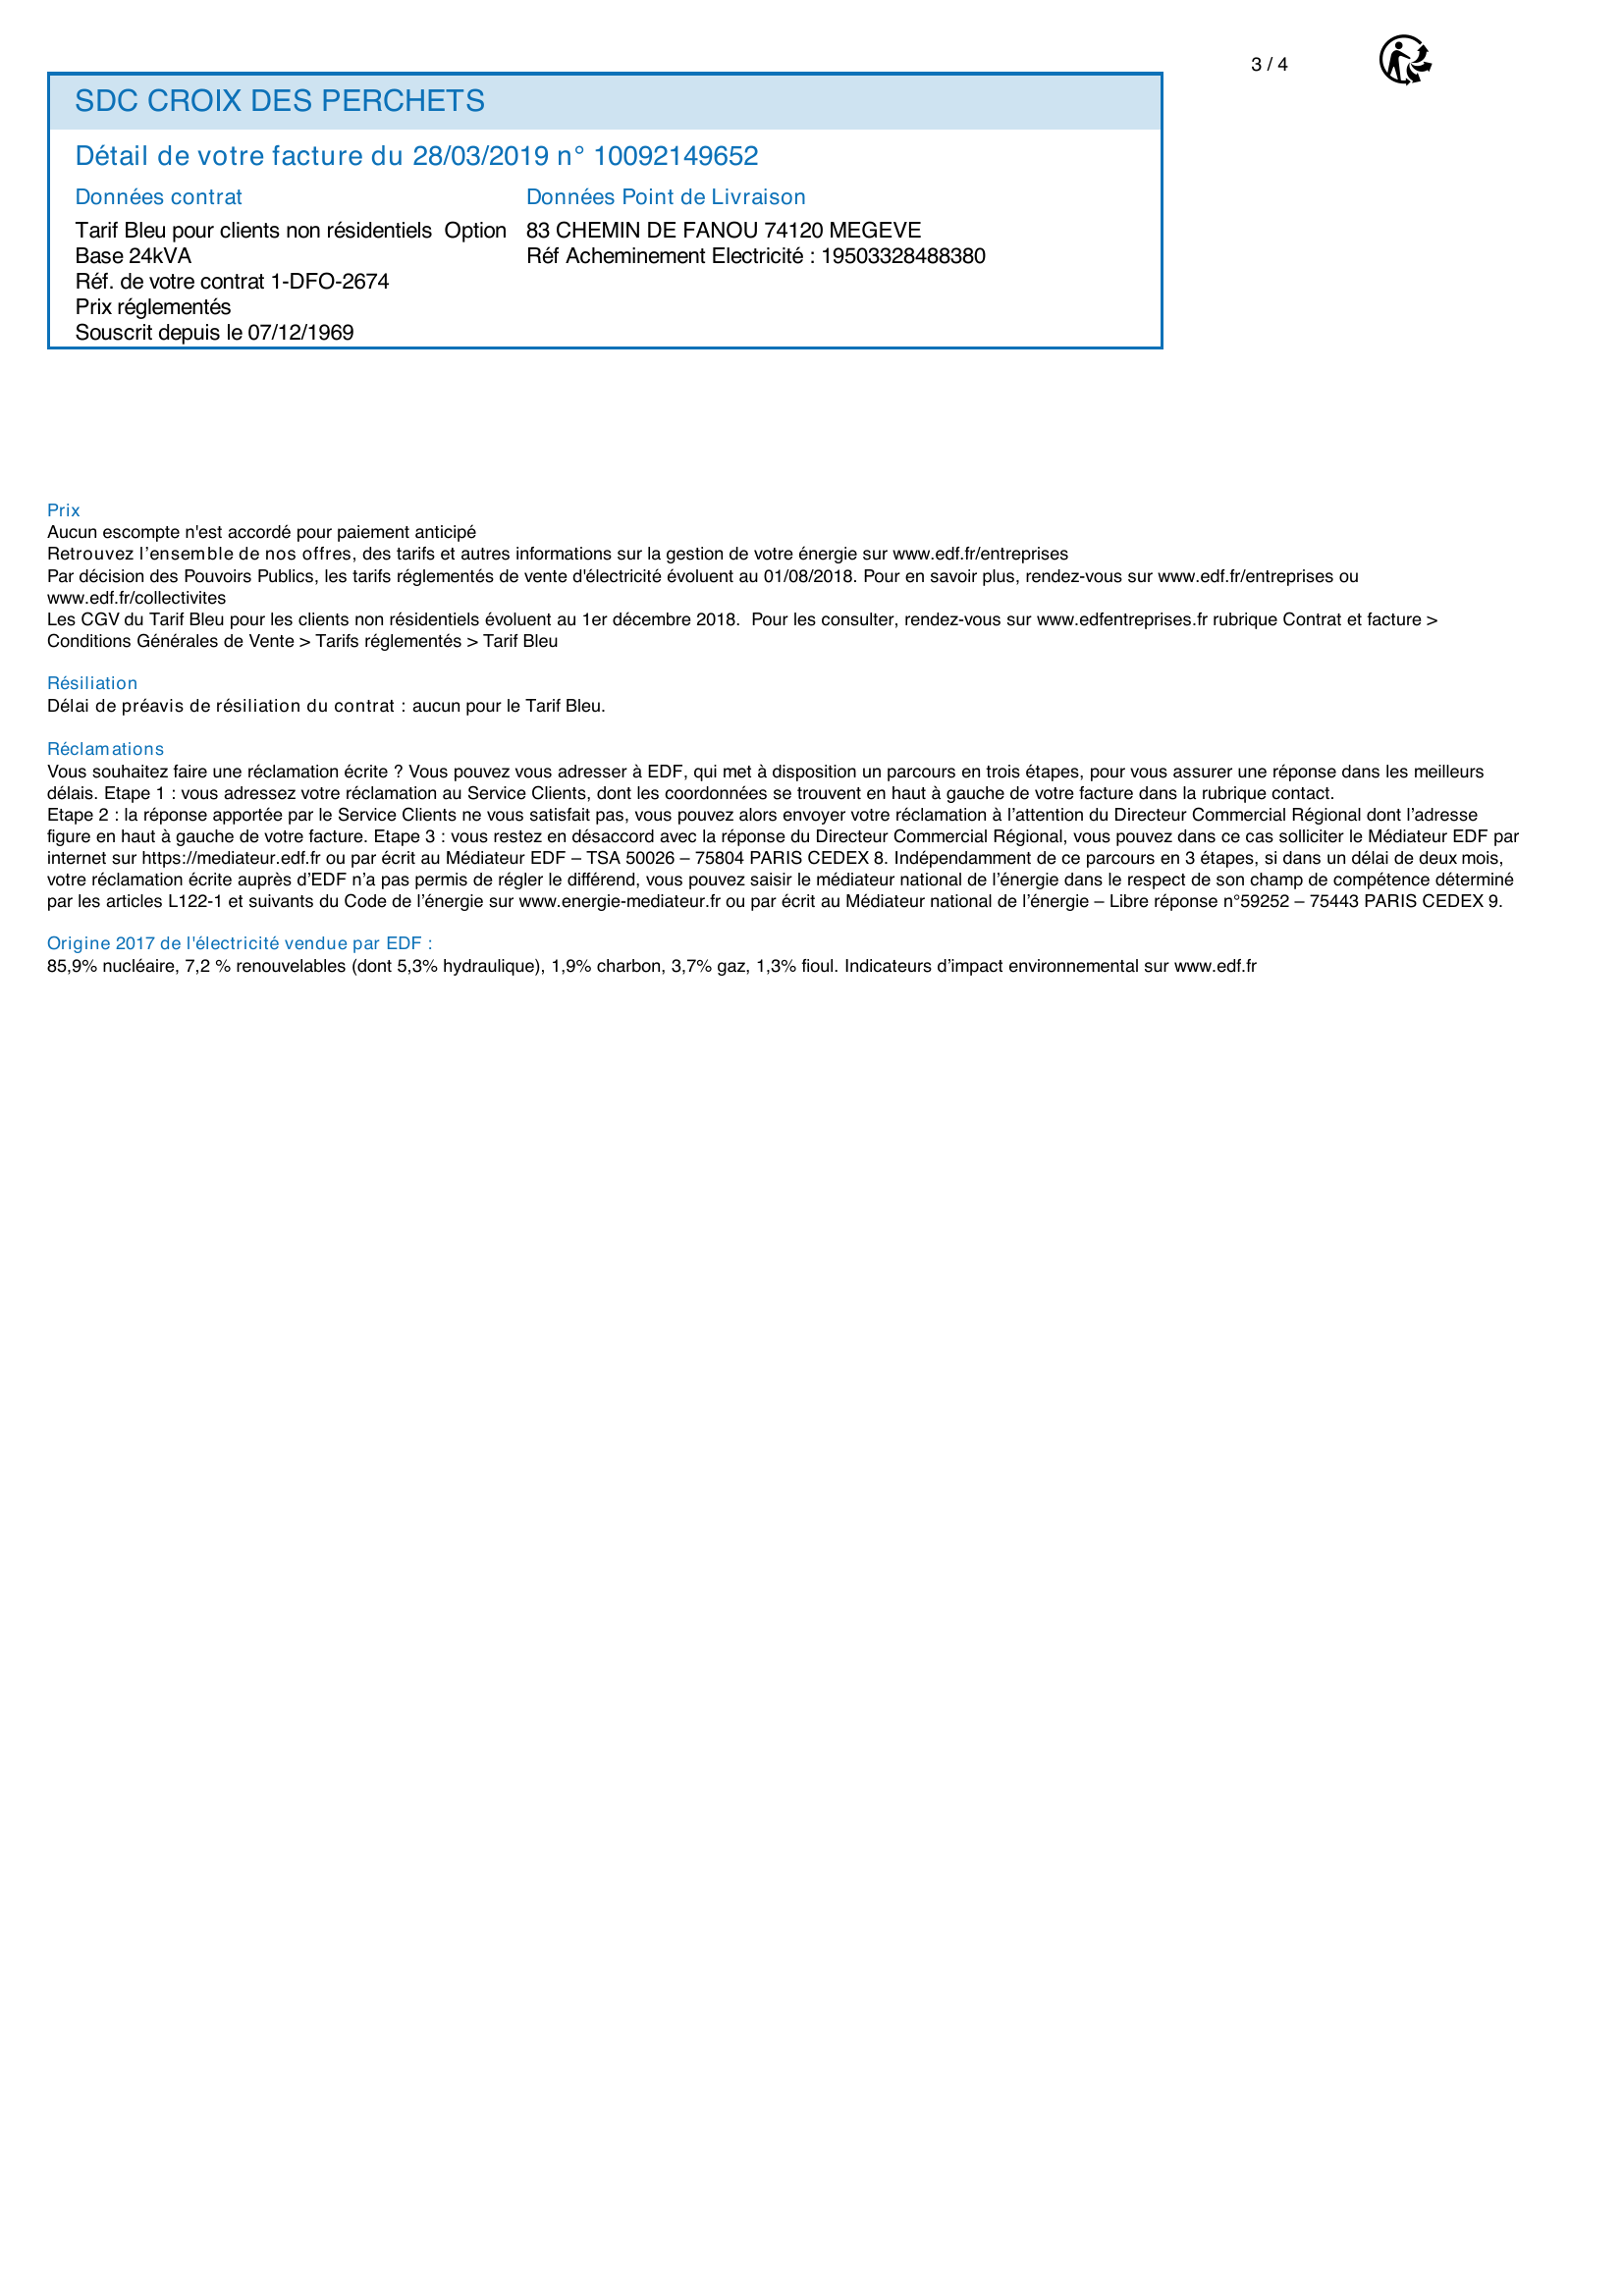 3 / 4
SDC CROIX DES PERCHETS
Détail de votre facture du 28/03/2019 n° 10092149652
Données contrat
Tarif Bleu pour clients non résidentiels  Option
Base 24kVA
Réf. de votre contrat 1-DFO-2674
Prix réglementés
Souscrit depuis le 07/12/1969
Données Point de Livraison
83 CHEMIN DE FANOU 74120 MEGEVE
Réf Acheminement Electricité : 19503328488380
Prix
Aucun escompte n'est accordé pour paiement anticipé
Retrouvez l’ensemble de nos offres, des tarifs et autres informations sur la gestion de votre énergie sur www.edf.fr/entreprises
Par décision des Pouvoirs Publics, les tarifs réglementés de vente d'électricité évoluent au 01/08/2018. Pour en savoir plus, rendez-vous sur www.edf.fr/entreprises ou
www.edf.fr/collectivites
Les CGV du Tarif Bleu pour les clients non résidentiels évoluent au 1er décembre 2018.  Pour les consulter, rendez-vous sur www.edfentreprises.fr rubrique Contrat et facture >
Conditions Générales de Vente > Tarifs réglementés > Tarif Bleu
Résiliation
Délai de préavis de résiliation du contrat : aucun pour le Tarif Bleu.
Réclamations
Vous souhaitez faire une réclamation écrite ? Vous pouvez vous adresser à EDF, qui met à disposition un parcours en trois étapes, pour vous assurer une réponse dans les meilleurs
délais. Etape 1 : vous adressez votre réclamation au Service Clients, dont les coordonnées se trouvent en haut à gauche de votre facture dans la rubrique contact.
Etape 2 : la réponse apportée par le Service Clients ne vous satisfait pas, vous pouvez alors envoyer votre réclamation à l’attention du Directeur Commercial Régional dont l’adresse
figure en haut à gauche de votre facture. Etape 3 : vous restez en désaccord avec la réponse du Directeur Commercial Régional, vous pouvez dans ce cas solliciter le Médiateur EDF par
internet sur https://mediateur.edf.fr ou par écrit au Médiateur EDF – TSA 50026 – 75804 PARIS CEDEX 8. Indépendamment de ce parcours en 3 étapes, si dans un délai de deux mois,
votre réclamation écrite auprès d’EDF n’a pas permis de régler le différend, vous pouvez saisir le médiateur national de l’énergie dans le respect de son champ de compétence déterminé
par les articles L122-1 et suivants du Code de l’énergie sur www.energie-mediateur.fr ou par écrit au Médiateur national de l’énergie – Libre réponse n°59252 – 75443 PARIS CEDEX 9.
Origine 2017 de l'électricité vendue par EDF :
85,9% nucléaire, 7,2 % renouvelables (dont 5,3% hydraulique), 1,9% charbon, 3,7% gaz, 1,3% fioul. Indicateurs d’impact environnemental sur www.edf.fr